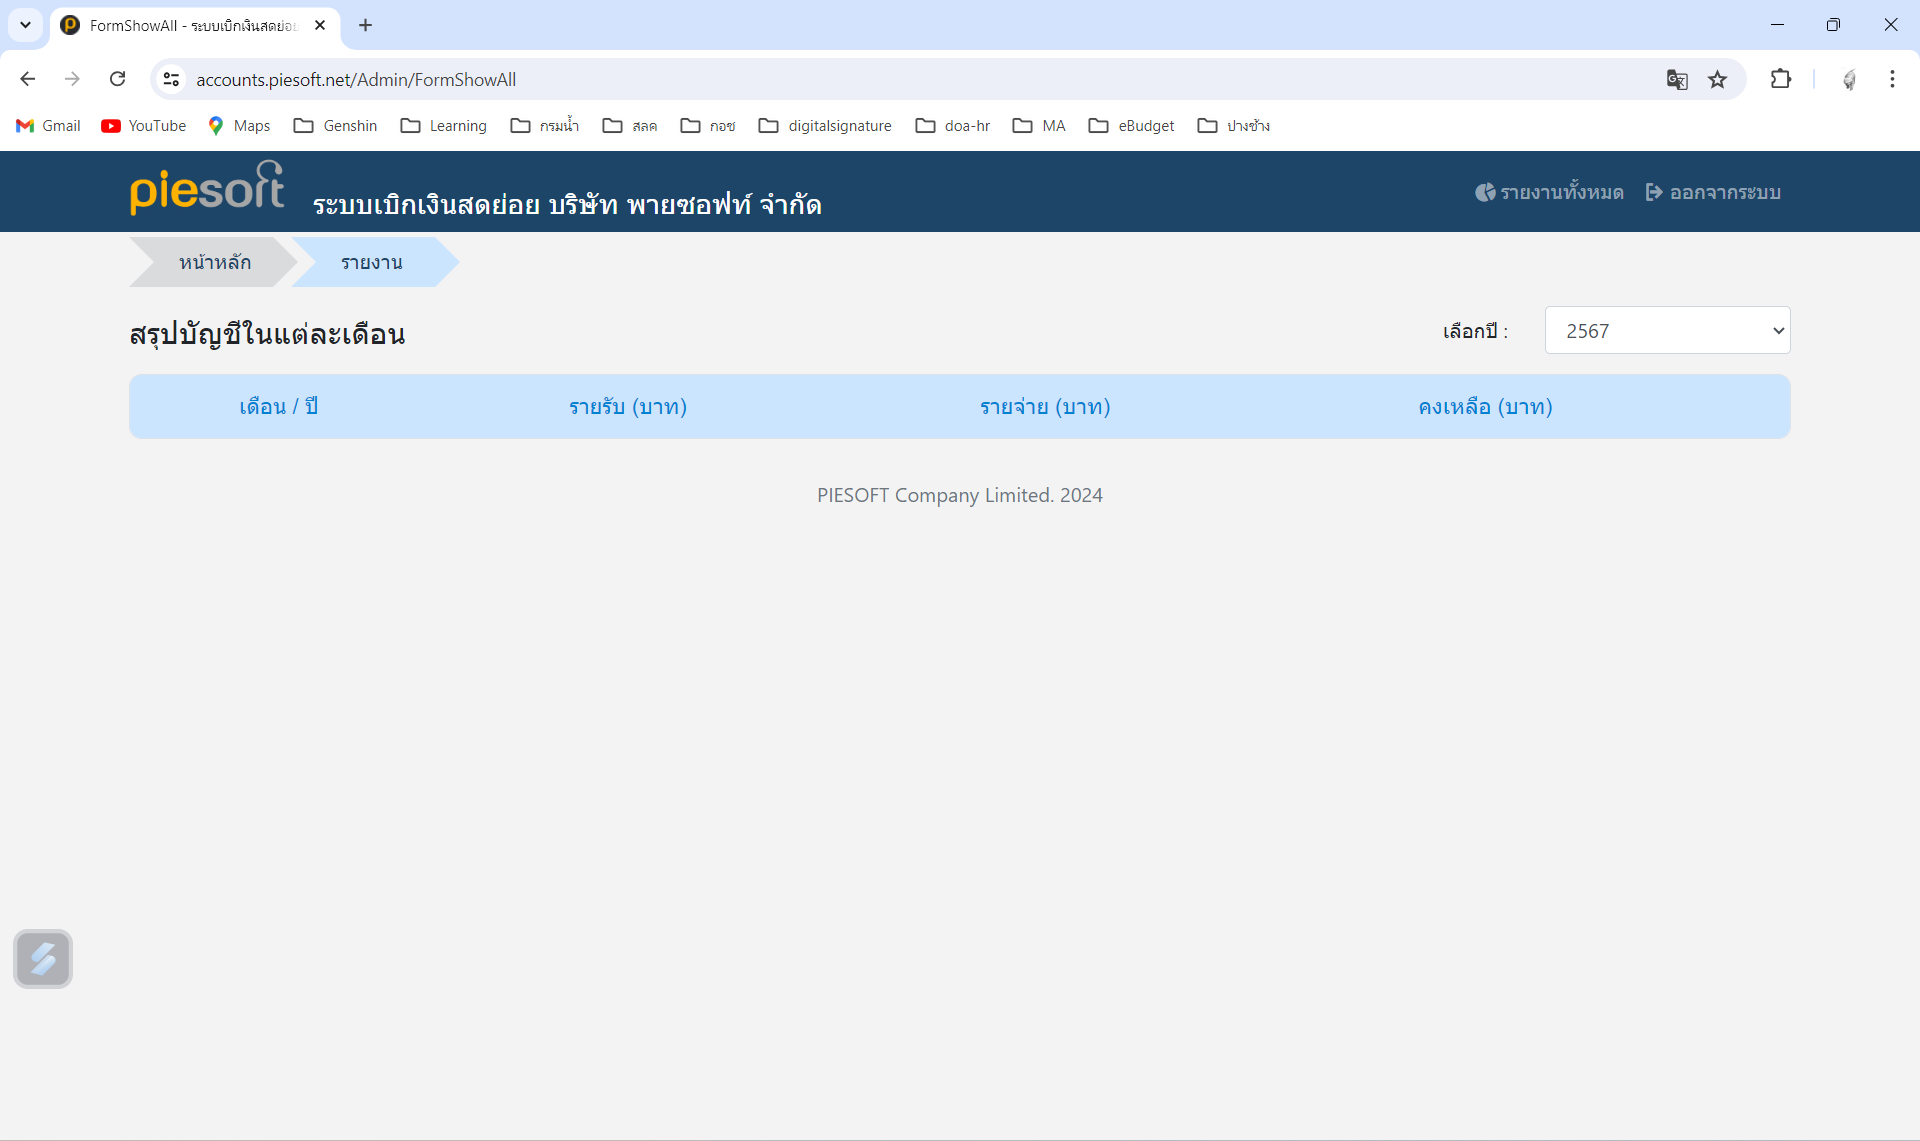 FormShowAll - ระบบเบิกเงินสดย่อย
accounts.piesoft.net/Admin/FormShowAll
Gmail YouTube Maps Genshin Learning กรมน้ำ สลค กอช digitalsignature doa-hr MA eBudget ปางช้าง
piesoft ระบบเบิกเงินสดย่อย บริษัท พายซอฟท์ จำกัด รายงานทั้งหมด ออกจากระบบ
หน้าหลัก รายงาน
สรุปบัญชีในแต่ละเดือน เลือกปี : 2567
เดือน / ปี รายรับ (บาท) รายจ่าย (บาท) คงเหลือ (บาท)
PIESOFT Company Limited. 2024